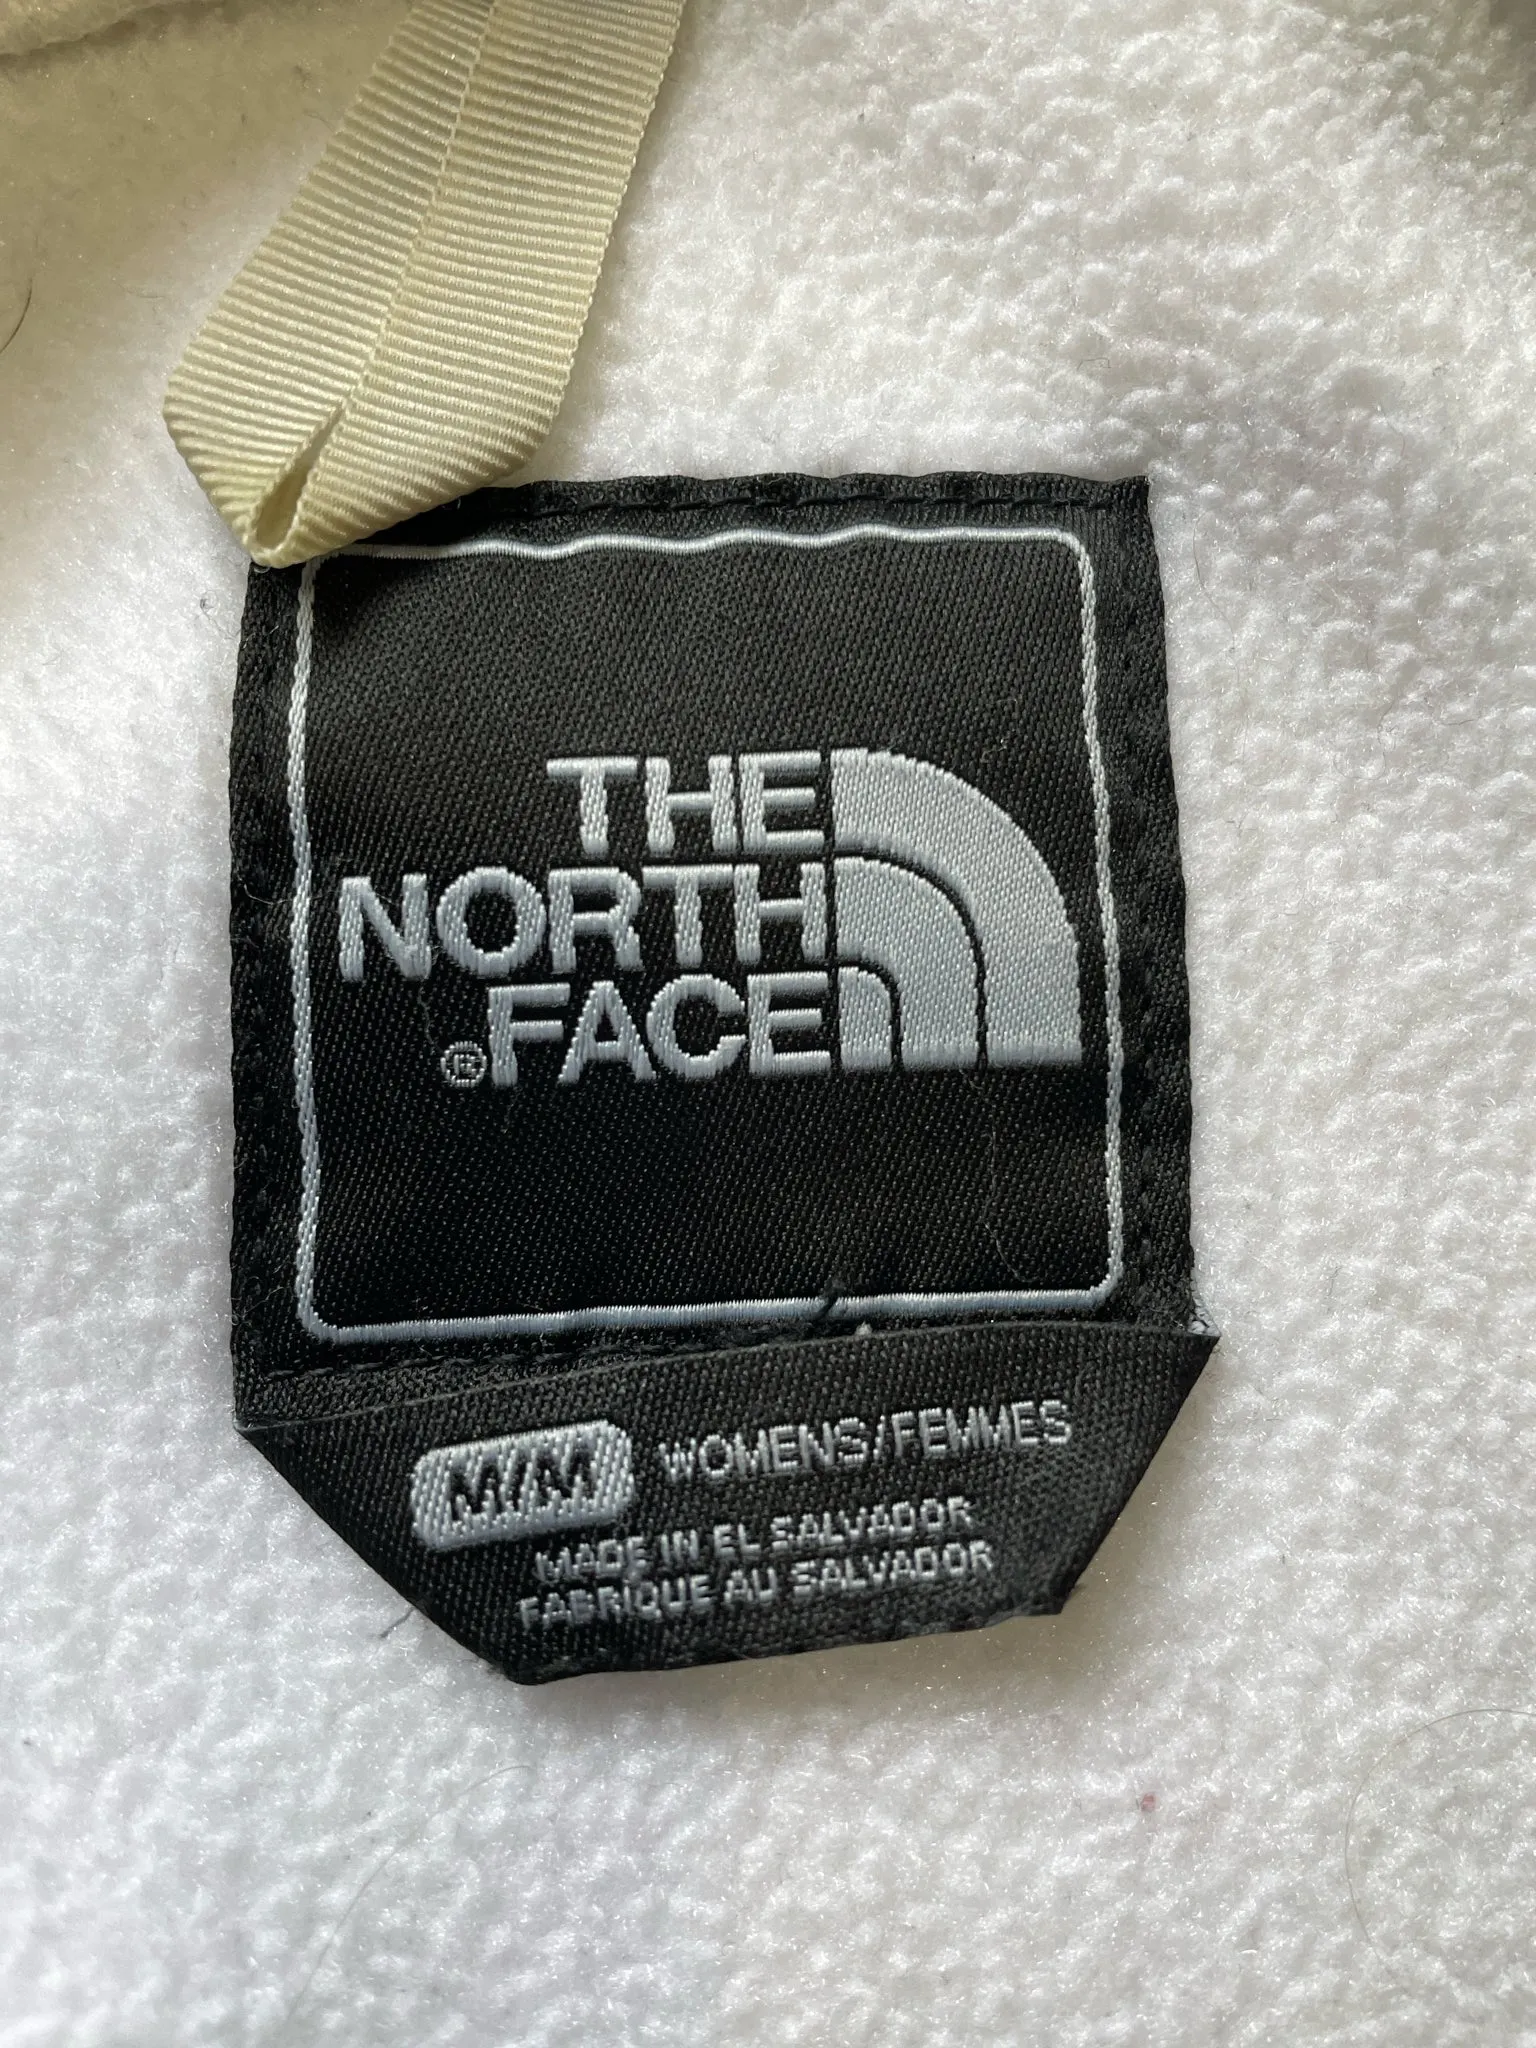 THE
NORTH
FACE®
M/M WOMENS/FEMMES
MADE IN EL SALVADOR
FABRIQUE AU SALVADOR